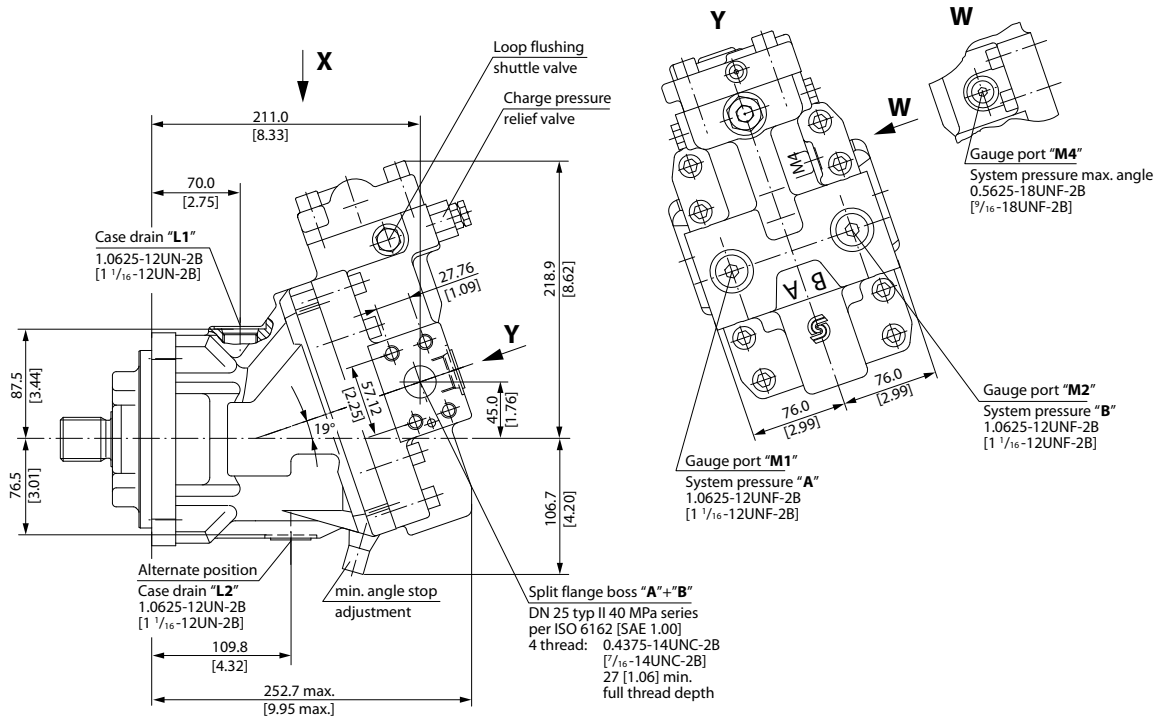 X
Loop flushing
shuttle valve
Charge pressure
relief valve
211.0
[8.33]
70.0
[2.75]
Case drain "L1"
1.0625-12UN-2B
[1 1/16-12UN-2B]
27.76
[1.09]
218.9
[8.62]
Y
87.5
[3.44]
57.12
[2.25]
45.0
[1.76]
19°
76.5
[3.01]
106.7
[4.20]
Alternate position
Case drain "L2"
1.0625-12UN-2B
[1 1/16-12UN-2B]
min. angle stop
adjustment
Split flange boss "A"+"B"
DN 25 typ II 40 MPa series
per ISO 6162 [SAE 1.00]
4 thread: 0.4375-14UNC-2B
[7/16-14UNC-2B]
27 [1.06] min.
full thread depth
109.8
[4.32]
252.7 max.
[9.95 max.]
Y
W
W
M4
Gauge port "M4"
System pressure max. angle
0.5625-18UNF-2B
[9/16-18UNF-2B]
B A
76.0
[2.99]
76.0
[2.99]
Gauge port "M2"
System pressure "B"
1.0625-12UNF-2B
[1 1/16-12UNF-2B]
Gauge port "M1"
System pressure "A"
1.0625-12UNF-2B
[1 1/16-12UNF-2B]